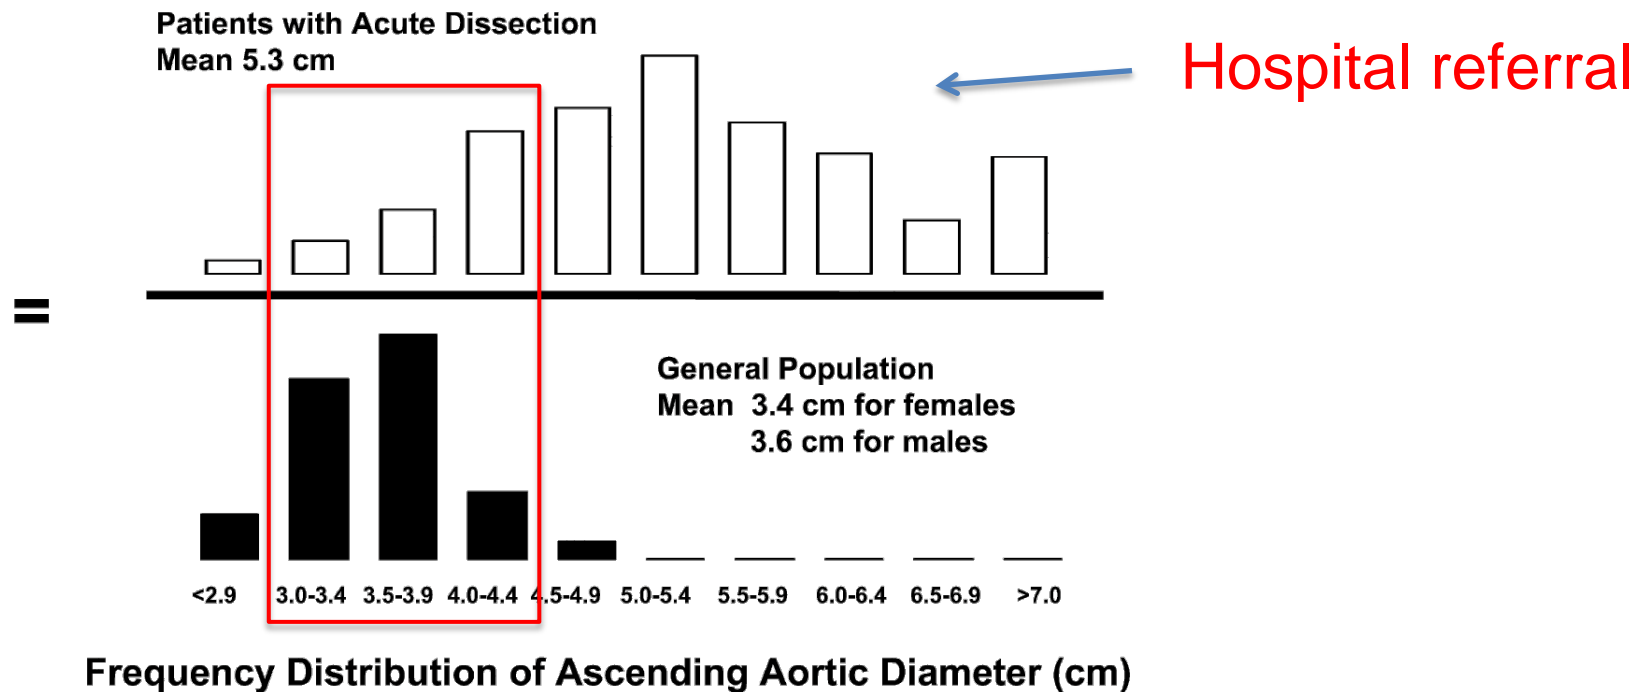 Patients with Acute Dissection
Mean 5.3 cm
Hospital referral
=
General Population
Mean 3.4 cm for females
3.6 cm for males
<2.9 3.0-3.4 3.5-3.9 4.0-4.4 4.5-4.9 5.0-5.4 5.5-5.9 6.0-6.4 6.5-6.9 >7.0
Frequency Distribution of Ascending Aortic Diameter (cm)